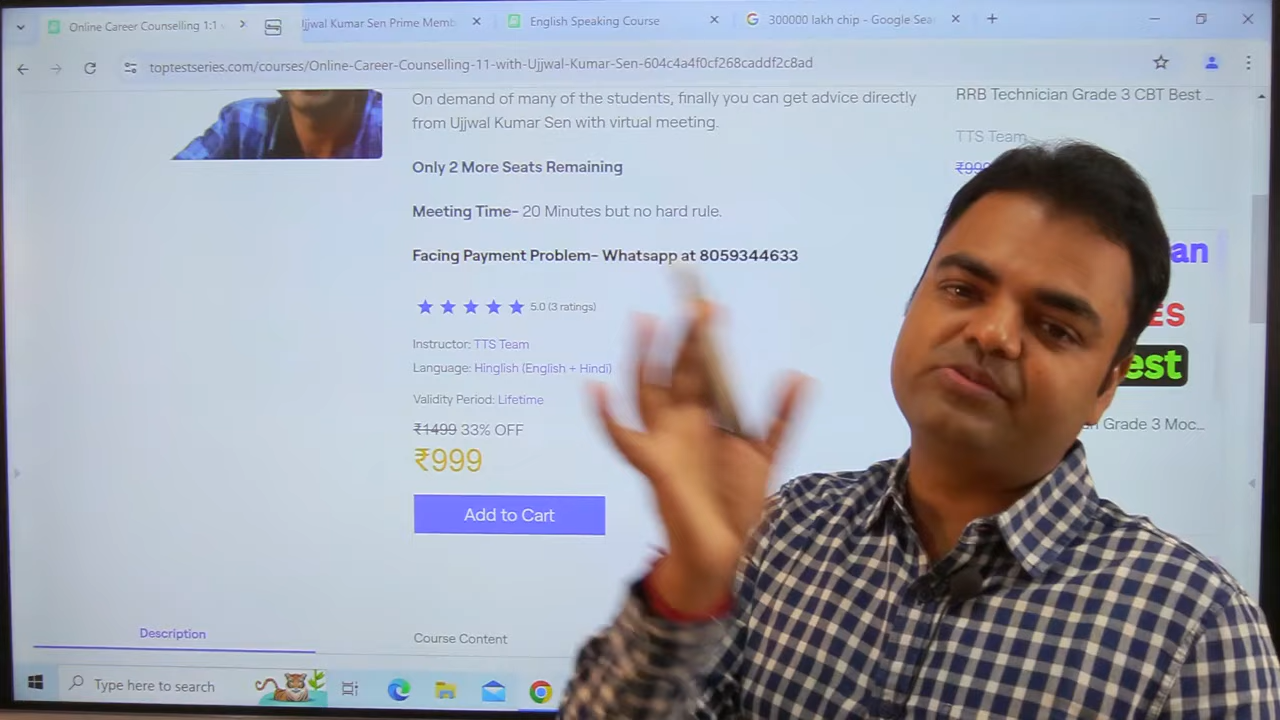 Online Career Counselling 1:1
Ujjwal Kumar Sen Prime Memb
English Speaking Course
300000 lakh chip - Google Sea
toptestseries.com/courses/Online-Career-Counselling-11-with-Ujjwal-Kumar-Sen-604c4a4f0cf268caddf2c8ad
On demand of many of the students, finally you can get advice directly
from Ujjwal Kumar Sen with virtual meeting.
Only 2 More Seats Remaining
Meeting Time- 20 Minutes but no hard rule.
Facing Payment Problem- Whatsapp at 8059344633
5.0 (3 ratings)
Instructor: TTS Team
Language: Hinglish (English + Hindi)
Validity Period: Lifetime
₹1499 33% OFF
₹999
Add to Cart
Description
Course Content
RRB Technician Grade 3 CBT Best ...
TTS Team
₹999
an
ES
est
Grade 3 Moc...
Type here to search